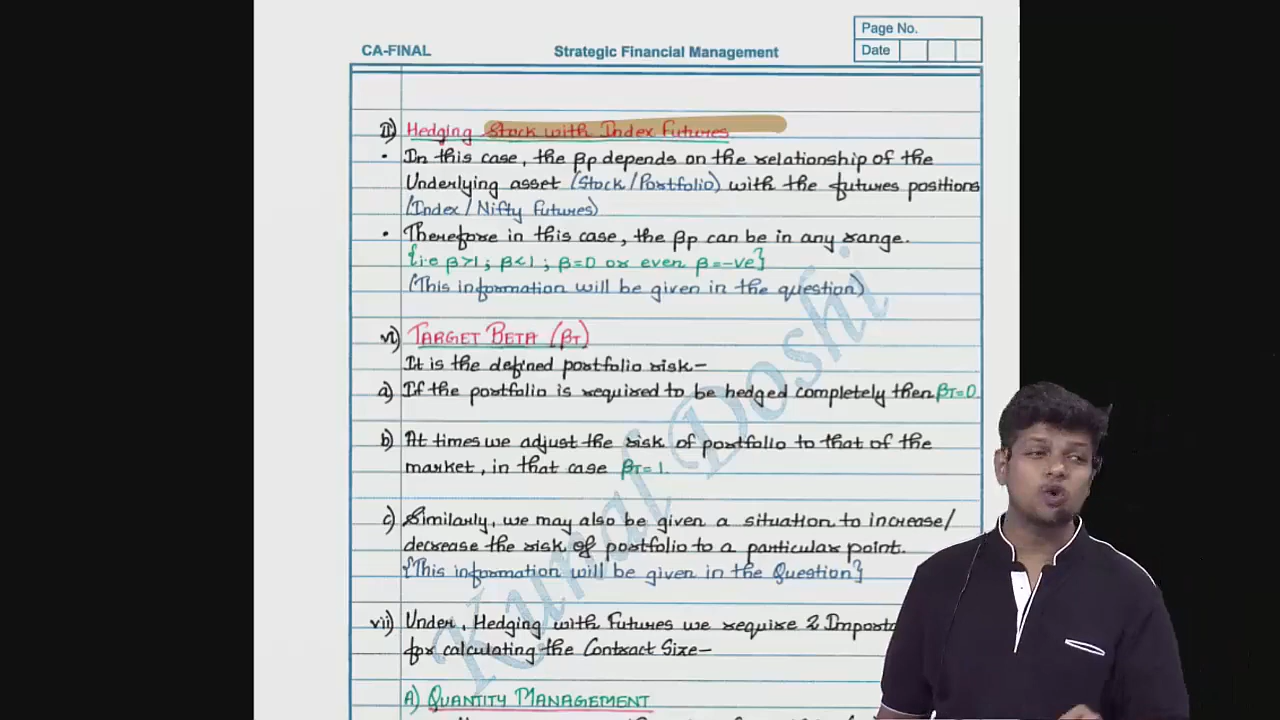 Page No.
CA-FINAL
Strategic Financial Management
Date
II) Hedging Stock with Index Futures
• In this case, the βp depends on the relationship of the
Underlying asset (Stock/Portfolio) with the futures positions
(Index/Nifty Futures)
• Therefore in this case, the βp can be in any range.
{i.e β>1; β<1; β=0 or even β=-ve}
(This information will be given in the question)
vi) TARGET BETA (βT)
It is the defined portfolio risk-
a) If the portfolio is required to be hedged completely then βT=0
b) At times we adjust the risk of portfolio to that of the
market, in that case βT=1.
c) Similarly, we may also be given a situation to increase/
decrease the risk of portfolio to a particular point.
{This information will be given in the Question}
vii) Under, Hedging with Futures we require 2
for calculating the Contract Size-
A) QUANTITY MANAGEMENT
Kunal Doshi